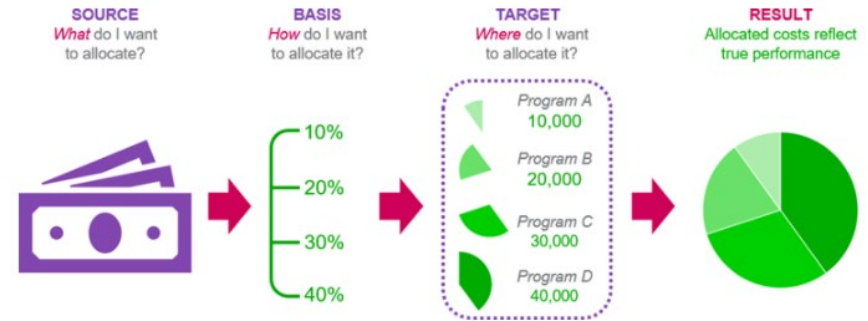 SOURCE
What do I want
to allocate?
BASIS
How do I want
to allocate it?
TARGET
Where do I want
to allocate it?
RESULT
Allocated costs reflect
true performance
10%
20%
30%
40%
Program A
10,000
Program B
20,000
Program C
30,000
Program D
40,000